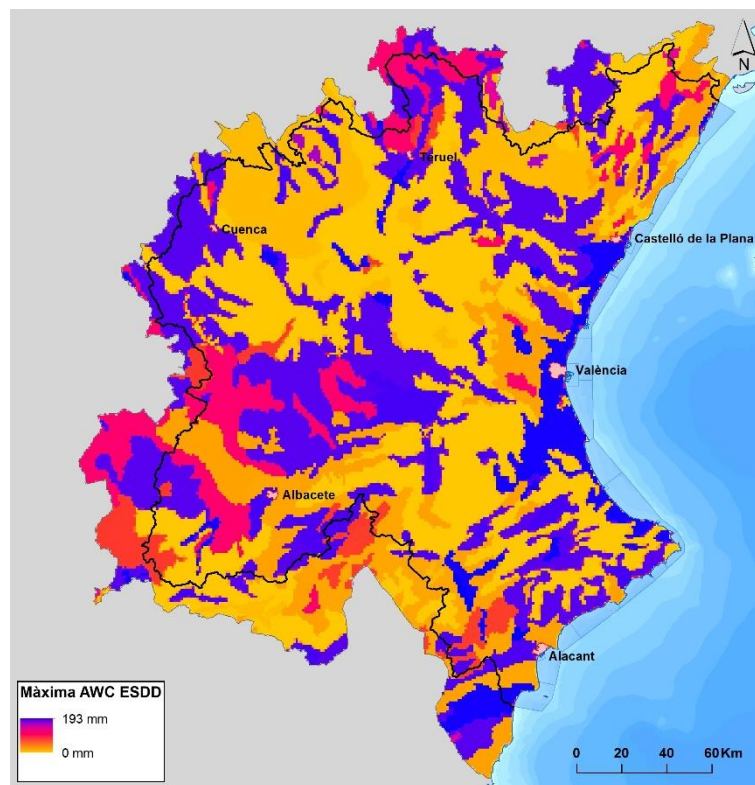 N
Teruel
Cuenca
Castelló de la Plana
València
Albacete
Alacant
Màxima AWC ESDD
193 mm
0 mm
0 20 40 60 Km